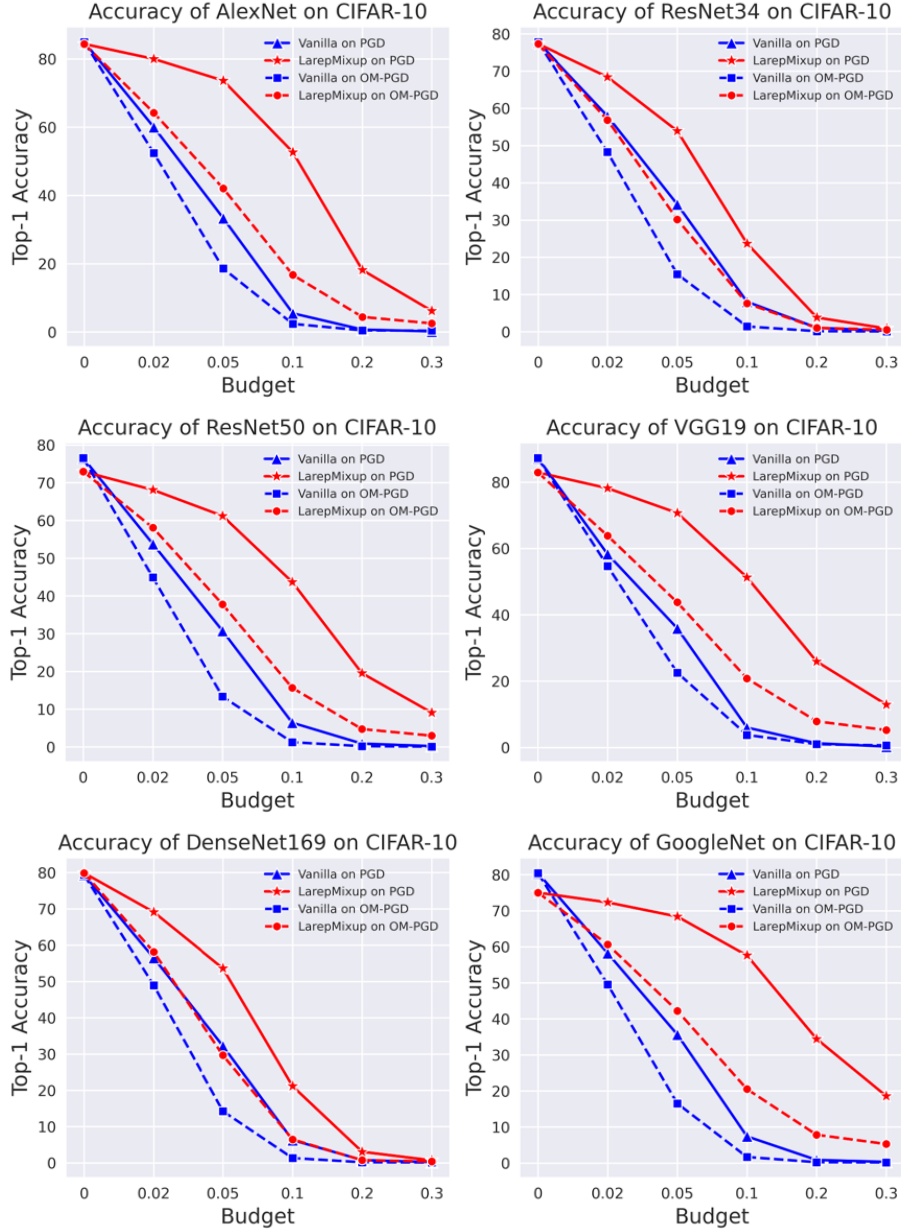 Accuracy of AlexNet on CIFAR-10
Top-1 Accuracy
80
60
40
20
0
Vanilla on PGD
LarepMixup on PGD
Vanilla on OM-PGD
LarepMixup on OM-PGD
0 0.02 0.05 0.1 0.2 0.3
Budget
Accuracy of ResNet34 on CIFAR-10
Top-1 Accuracy
80
70
60
50
40
30
20
10
0
Vanilla on PGD
LarepMixup on PGD
Vanilla on OM-PGD
LarepMixup on OM-PGD
0 0.02 0.05 0.1 0.2 0.3
Budget
Accuracy of ResNet50 on CIFAR-10
Top-1 Accuracy
80
70
60
50
40
30
20
10
0
Vanilla on PGD
LarepMixup on PGD
Vanilla on OM-PGD
LarepMixup on OM-PGD
0 0.02 0.05 0.1 0.2 0.3
Budget
Accuracy of VGG19 on CIFAR-10
Top-1 Accuracy
80
60
40
20
0
Vanilla on PGD
LarepMixup on PGD
Vanilla on OM-PGD
LarepMixup on OM-PGD
0 0.02 0.05 0.1 0.2 0.3
Budget
Accuracy of DenseNet169 on CIFAR-10
Top-1 Accuracy
80
70
60
50
40
30
20
10
0
Vanilla on PGD
LarepMixup on PGD
Vanilla on OM-PGD
LarepMixup on OM-PGD
0 0.02 0.05 0.1 0.2 0.3
Budget
Accuracy of GoogleNet on CIFAR-10
Top-1 Accuracy
80
70
60
50
40
30
20
10
0
Vanilla on PGD
LarepMixup on PGD
Vanilla on OM-PGD
LarepMixup on OM-PGD
0 0.02 0.05 0.1 0.2 0.3
Budget